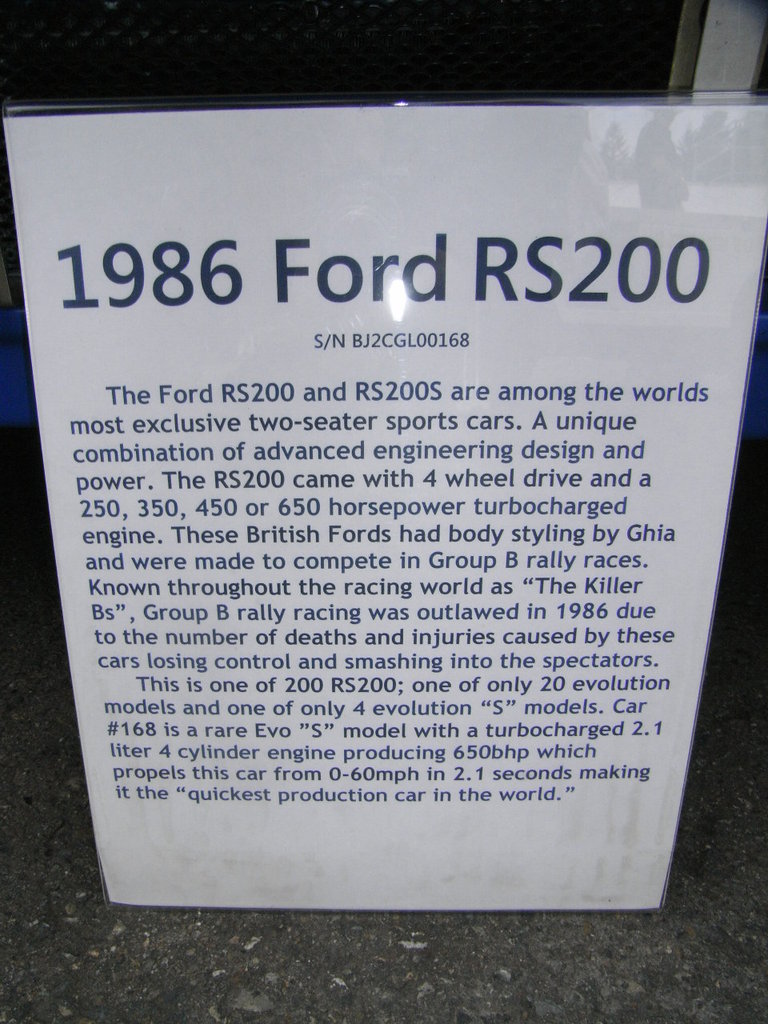 1986 Ford RS200
S/N BJ2CGL00168
The Ford RS200 and RS200S are among the worlds
most exclusive two-seater sports cars. A unique
combination of advanced engineering design and
power. The RS200 came with 4 wheel drive and a
250, 350, 450 or 650 horsepower turbocharged
engine. These British Fords had body styling by Ghia
and were made to compete in Group B rally races.
Known throughout the racing world as “The Killer
Bs”, Group B rally racing was outlawed in 1986 due
to the number of deaths and injuries caused by these
cars losing control and smashing into the spectators.
This is one of 200 RS200; one of only 20 evolution
models and one of only 4 evolution “S” models. Car
#168 is a rare Evo ”S” model with a turbocharged 2.1
liter 4 cylinder engine producing 650bhp which
propels this car from 0-60mph in 2.1 seconds making
it the “quickest production car in the world.”